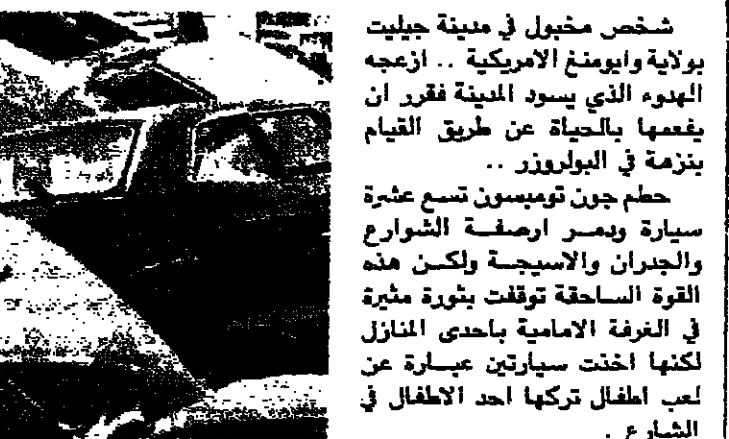 شخص مخبول في مدينة جيليت
بولاية وايومنغ الامريكية .. ازعجه
الهدوء الذي يسود المدينة فقرر ان
يفعمها بالحياة عن طريق القيام
بنزهة في البولروزر ..
حطم جون تومبسون تسع عشرة
سيارة ودمر ارصفة الشوارع
والجدران والاسيجة ولكن هذه
القوة الساحقة توقفت بثورة مثيرة
في الغرفة الامامية باحدى المنازل
لكنها اخذت سيارتين عبارة عن
لعب اطفال تركها احد الاطفال في
الشارع .